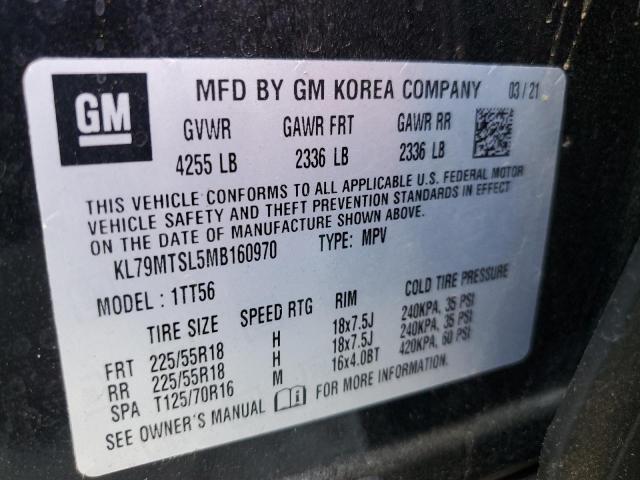 GM
MFD BY GM KOREA COMPANY 03/21
GVWR GAWR FRT GAWR RR
4255 LB 2336 LB 2336 LB
THIS VEHICLE CONFORMS TO ALL APPLICABLE U.S. FEDERAL MOTOR
VEHICLE SAFETY AND THEFT PREVENTION STANDARDS IN EFFECT
ON THE DATE OF MANUFACTURE SHOWN ABOVE.
KL79MTSL5MB160970 TYPE: MPV
MODEL : 1TT56
TIRE SIZE SPEED RTG RIM COLD TIRE PRESSURE
FRT 225/55R18 H 18x7.5J 240KPA, 35 PSI
RR 225/55R18 H 18x7.5J 240KPA, 35 PSI
SPA T125/70R16 M 16x4.0BT 420KPA, 60 PSI
SEE OWNER'S MANUAL i FOR MORE INFORMATION.